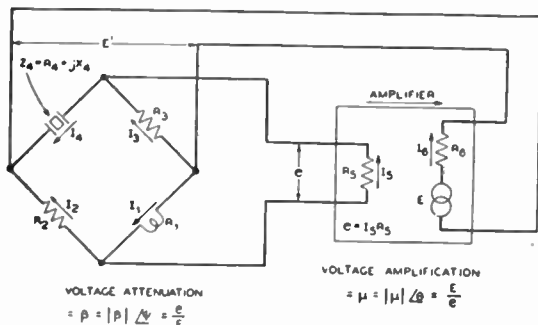 E'
Z₄ = R₄ + jX₄
R₃
I₄
I₃
I₂
R₂
I₁
R₁
e
AMPLIFIER
R₅
I₅
I₆
R₆
E
e = I₅R₅
VOLTAGE ATTENUATION
= β = |β| ∠ψ = e/E
VOLTAGE AMPLIFICATION
= μ = |μ| ∠θ = E/e